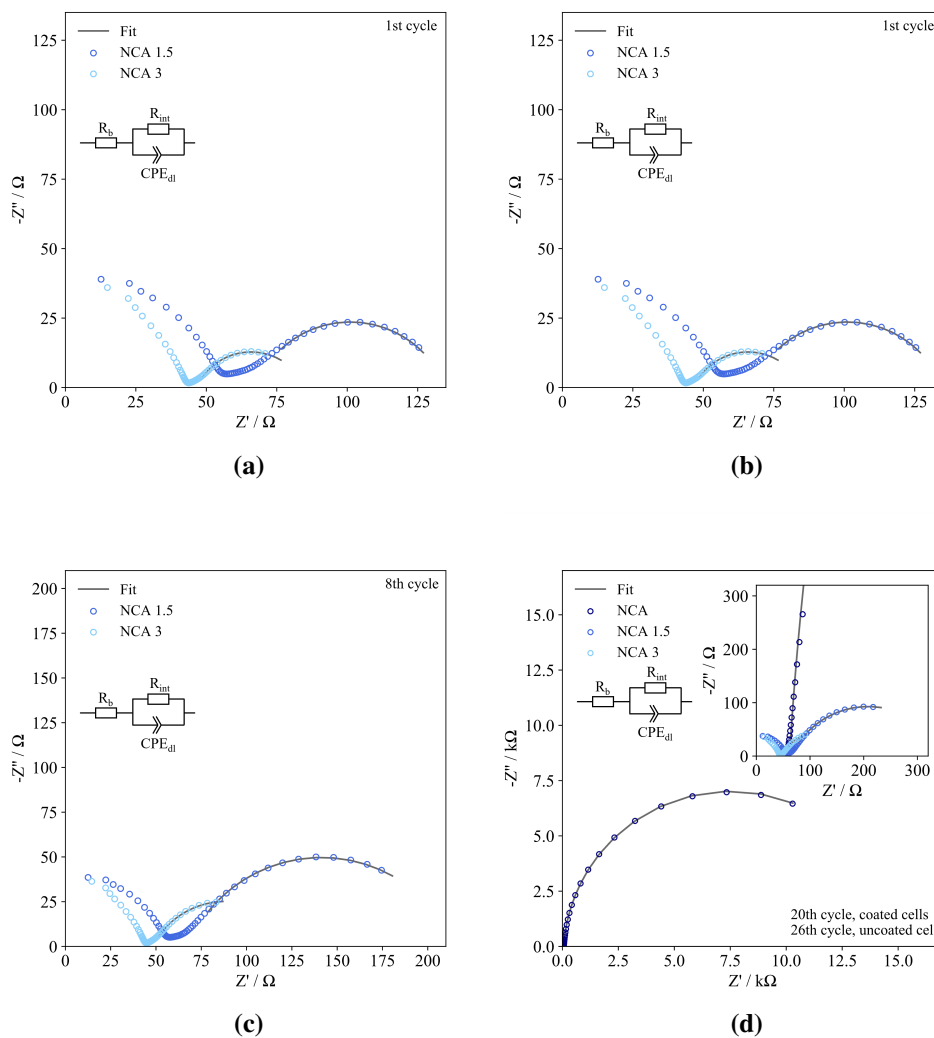 1st cycle
Fit
NCA 1.5
NCA 3
R_b
R_int
CPE_dl
-Z" / Ω
135
125
100
75
50
25
0
0 25 50 75 100 125
Z' / Ω
(a)
1st cycle
Fit
NCA 1.5
NCA 3
R_b
R_int
CPE_dl
-Z" / Ω
125
100
75
50
25
0
0 25 50 75 100 125
Z' / Ω
(b)
8th cycle
Fit
NCA 1.5
NCA 3
R_b
R_int
CPE_dl
-Z" / Ω
200
175
150
125
100
75
50
25
0
0 25 50 75 100 125 150 175 200
Z' / Ω
(c)
Fit
NCA
NCA 1.5
NCA 3
R_b
R_int
CPE_dl
-Z" / kΩ
15.0
12.5
10.0
7.5
5.0
2.5
0.0
0.0 2.5 5.0 7.5 10.0 12.5 15.0
Z' / kΩ
-Z" / Ω
300
200
100
0
0 100 200 300
Z' / Ω
20th cycle, coated cells
26th cycle, uncoated cel
(d)